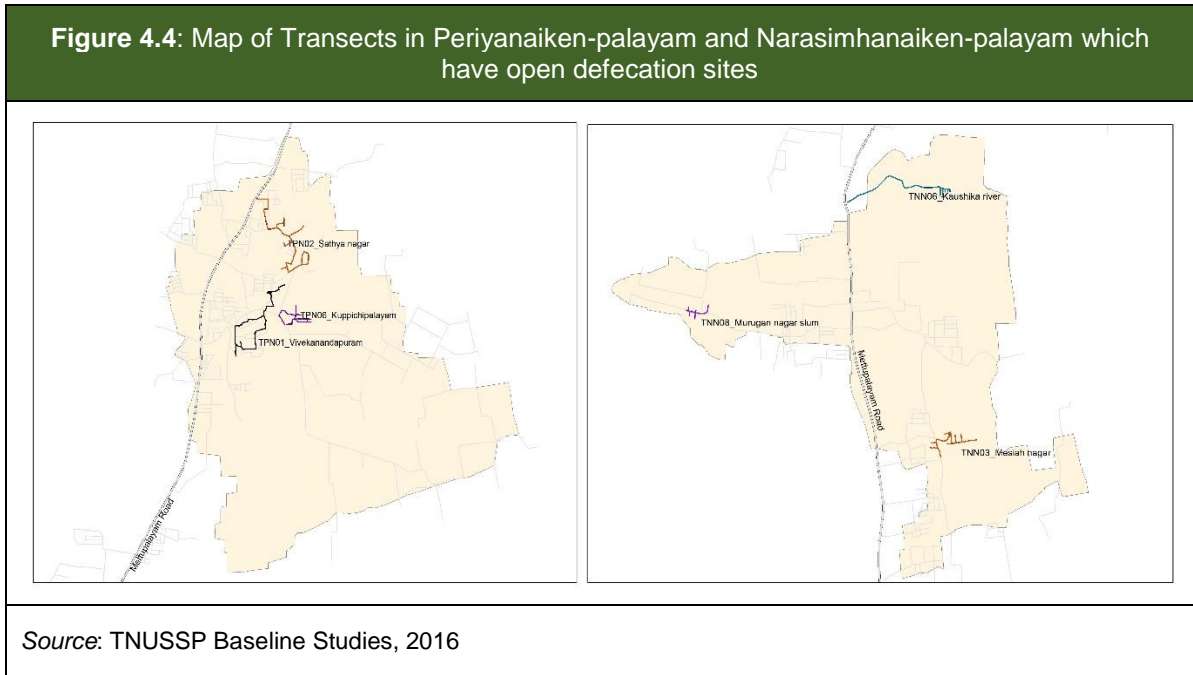 Figure 4.4: Map of Transects in Periyanaiken-palayam and Narasimhanaiken-palayam which
have open defecation sites
TPN02_Sathya nagar
TPN06_Kuppichipalayam
TPN01_Vivekanandapuram
Mettupalayam Road
TNN06_Kaushika river
TNN08_Murugan nagar slum
Mettupalayam Road
TNN03_Mesiah nagar
Source: TNUSSP Baseline Studies, 2016